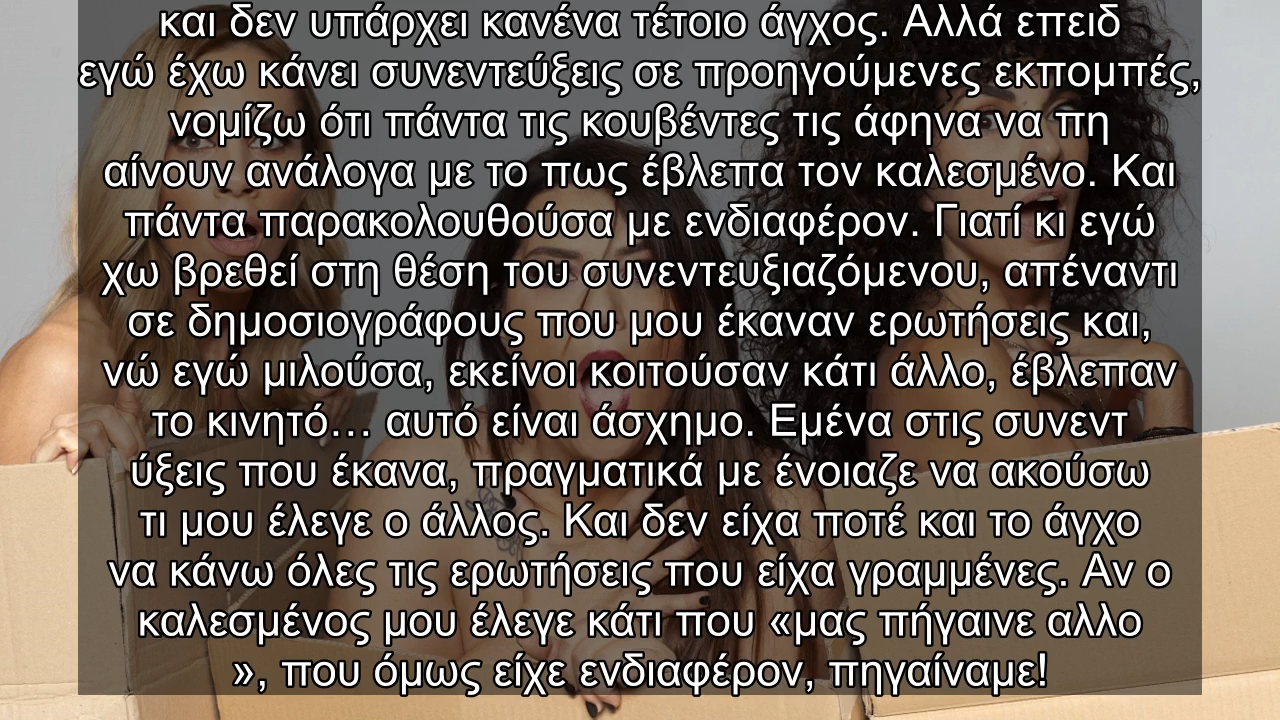 και δεν υπάρχει κανένα τέτοιο άγχος. Αλλά επειδ
εγώ έχω κάνει συνεντεύξεις σε προηγούμενες εκπομπές,
νομίζω ότι πάντα τις κουβέντες τις άφηνα να πη
αίνουν ανάλογα με το πως έβλεπα τον καλεσμένο. Και
πάντα παρακολουθούσα με ενδιαφέρον. Γιατί κι εγώ
χω βρεθεί στη θέση του συνεντευξιαζόμενου, απέναντι
σε δημοσιογράφους που μου έκαναν ερωτήσεις και,
νώ εγώ μιλούσα, εκείνοι κοιτούσαν κάτι άλλο, έβλεπαν
το κινητό… αυτό είναι άσχημο. Εμένα στις συνεντ
ύξεις που έκανα, πραγματικά με ένοιαζε να ακούσω
τι μου έλεγε ο άλλος. Και δεν είχα ποτέ και το άγχο
να κάνω όλες τις ερωτήσεις που είχα γραμμένες. Αν ο
καλεσμένος μου έλεγε κάτι που «μας πήγαινε αλλο
», που όμως είχε ενδιαφέρον, πηγαίναμε!